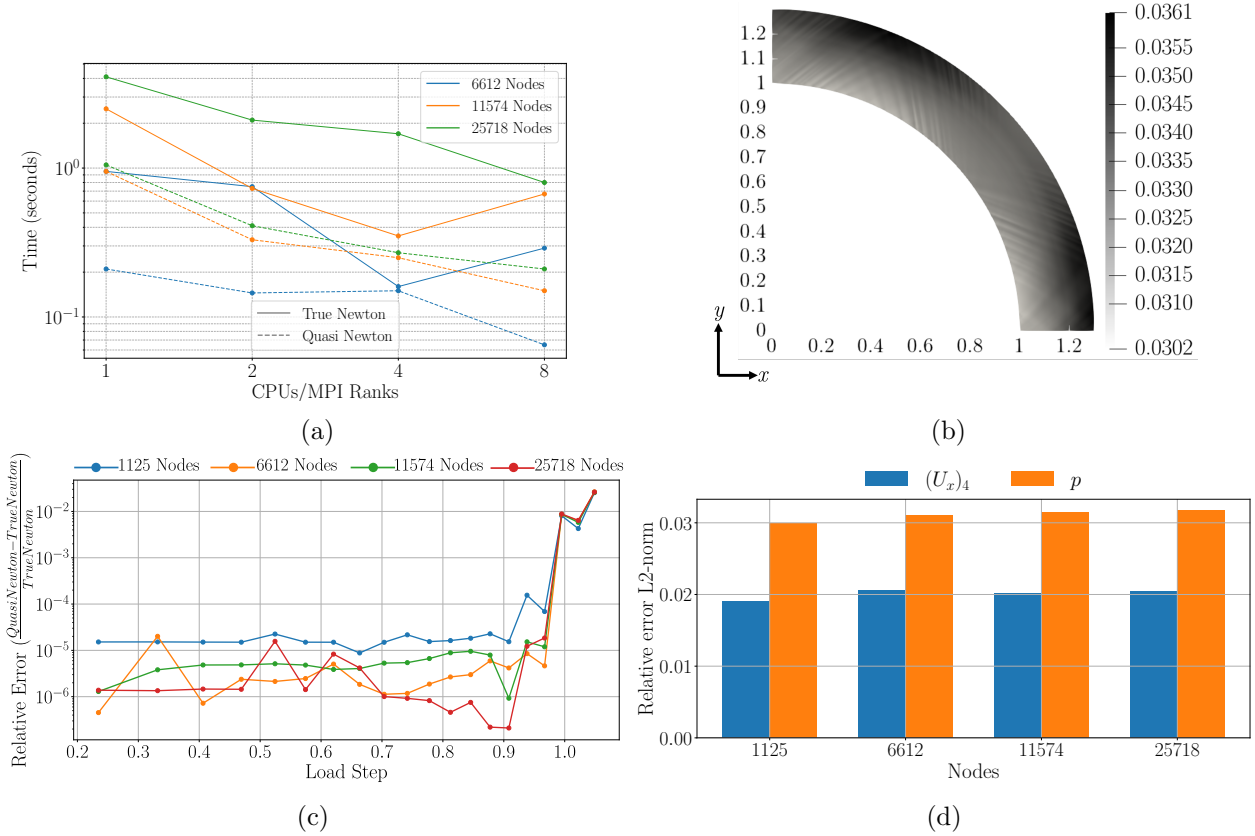 6612 Nodes
11574 Nodes
25718 Nodes
True Newton
Quasi Newton
10⁰
10⁻¹
Time (seconds)
1 2 4 8
CPUs/MPI Ranks
(a)
1.2
1.1
1
0.9
0.8
0.7
0.6
0.5
0.4
0.3
0.2
0.1
0
0 0.2 0.4 0.6 0.8 1 1.2
y
x
0.0361
0.0355
0.0350
0.0345
0.0340
0.0335
0.0330
0.0325
0.0320
0.0315
0.0310
0.0302
(b)
1125 Nodes 6612 Nodes 11574 Nodes 25718 Nodes
10⁻²
10⁻³
10⁻⁴
10⁻⁵
10⁻⁶
Relative Error (QuasiNewton−TrueNewton/TrueNewton)
0.2 0.3 0.4 0.5 0.6 0.7 0.8 0.9 1.0
Load Step
(c)
(Uₓ)₄ p
0.03
0.02
0.01
0.00
Relative error L2-norm
1125 6612 11574 25718
Nodes
(d)